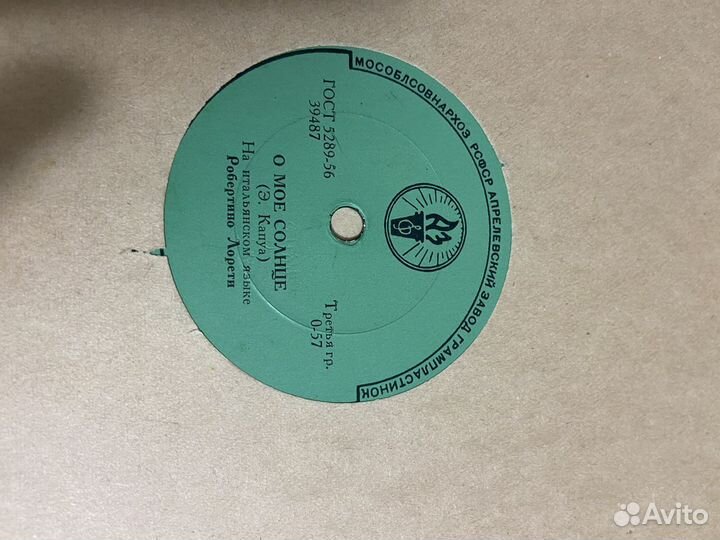 МОСОБЛСОВНАРХОЗ РСФСР АПРЕЛЕВСКИЙ ЗАВОД ГРАМПЛАСТИНОК
АЗ
ГОСТ 5289-56
39487
Третья гр.
0-57
О МОЕ СОЛНЦЕ
(Э. Капуа)
На итальянском языке
Робертино Лорети
Avito